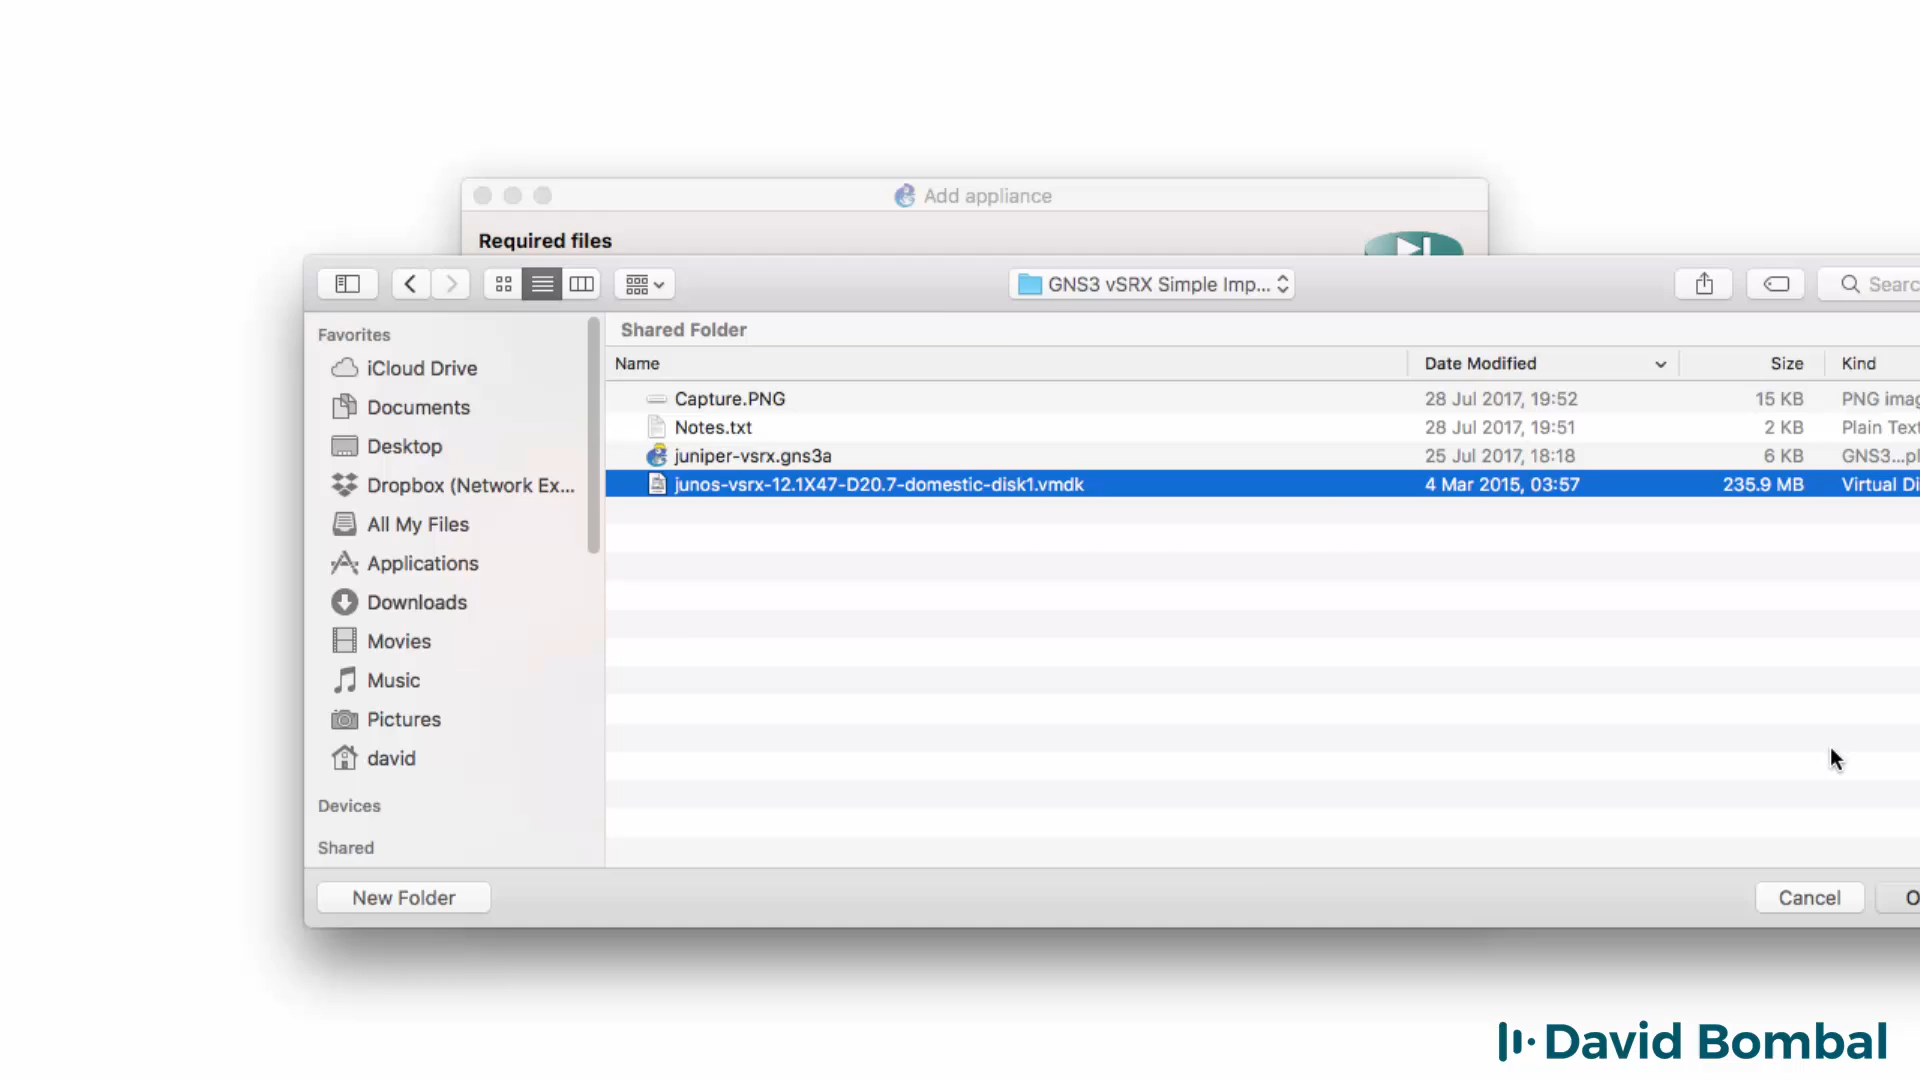 Add appliance
Required files
GNS3 vSRX Simple Imp...
Searc
Favorites
iCloud Drive
Documents
Desktop
Dropbox (Network Ex...
All My Files
Applications
Downloads
Movies
Music
Pictures
david
Devices
Shared
Shared Folder
Name Date Modified Size Kind
Capture.PNG 28 Jul 2017, 19:52 15 KB PNG imag
Notes.txt 28 Jul 2017, 19:51 2 KB Plain Text
juniper-vsrx.gns3a 25 Jul 2017, 18:18 6 KB GNS3...pl
junos-vsrx-12.1X47-D20.7-domestic-disk1.vmdk 4 Mar 2015, 03:57 235.9 MB Virtual Di
New Folder
Cancel
O
David Bombal